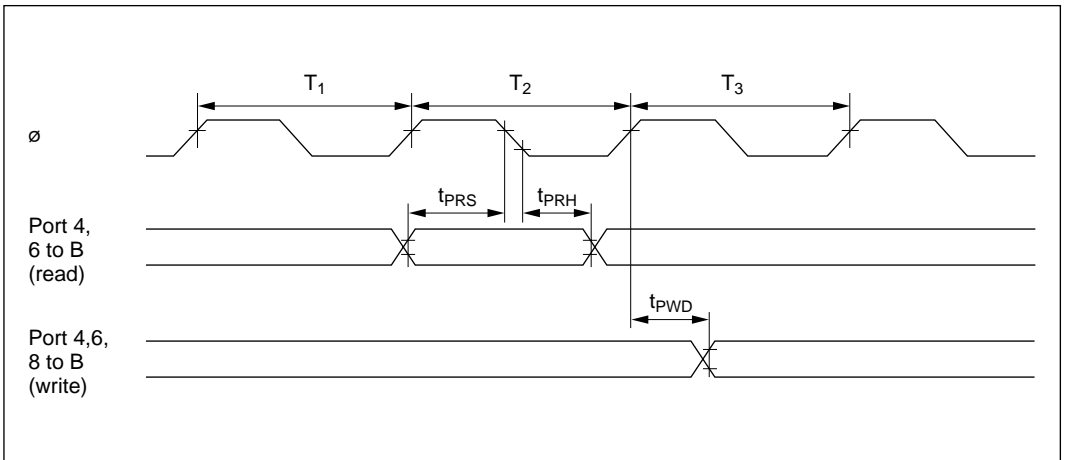 T1 T2 T3
ø
tPRS tPRH
Port 4,
6 to B
(read)
tPWD
Port 4,6,
8 to B
(write)